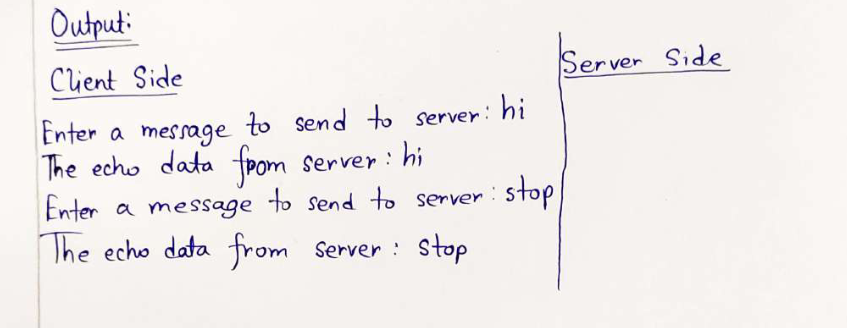 Output:
Client Side
Enter a message to send to server: hi
The echo data from server: hi
Enter a message to send to server: stop
The echo data from server: stop
Server Side